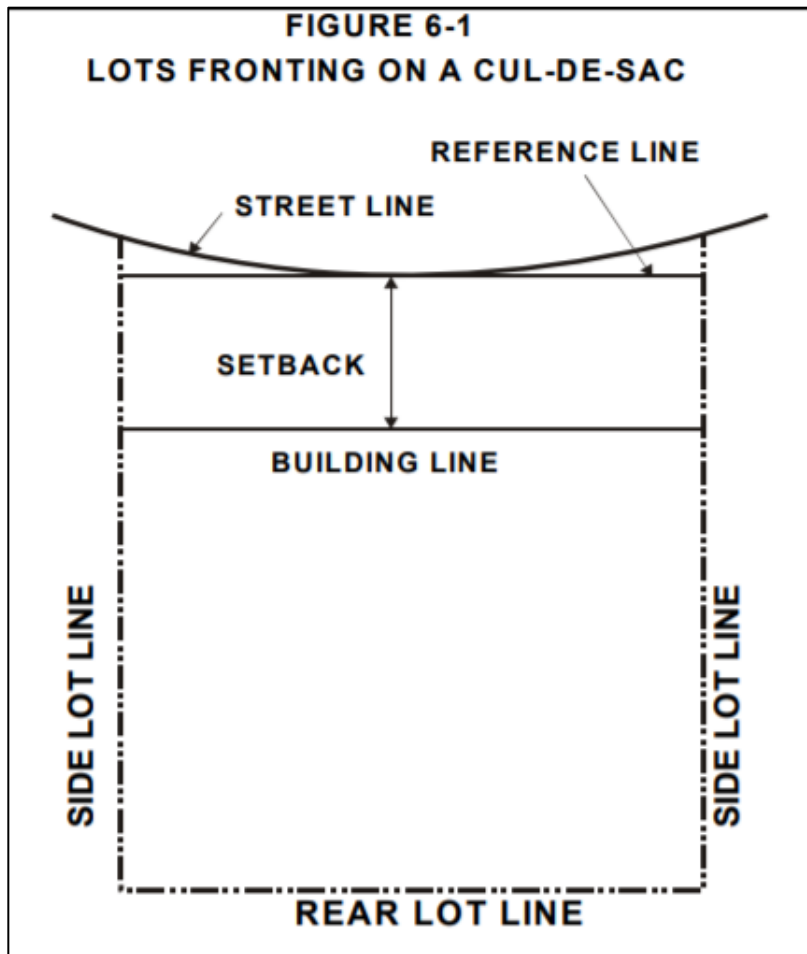 FIGURE 6-1
LOTS FRONTING ON A CUL-DE-SAC
REFERENCE LINE
STREET LINE
SETBACK
BUILDING LINE
SIDE LOT LINE
SIDE LOT LINE
REAR LOT LINE